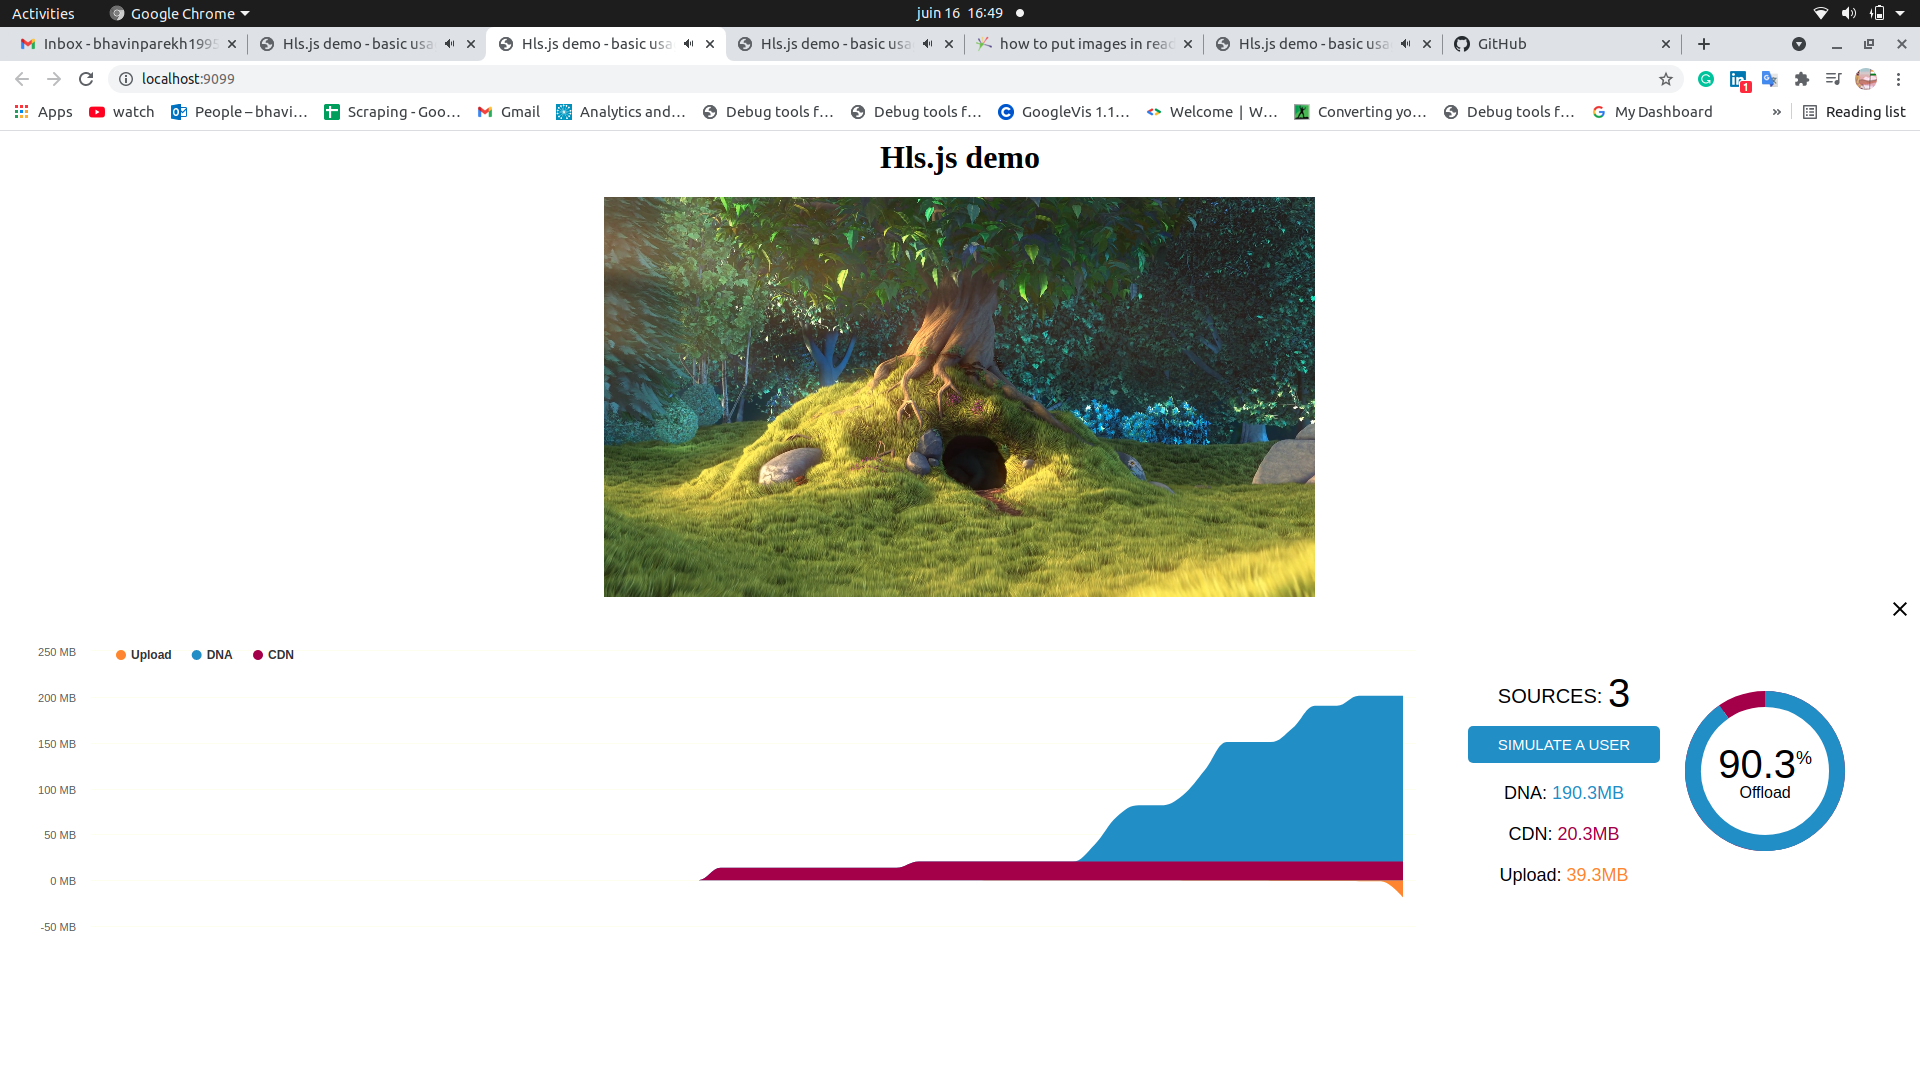 Activities Google Chrome juin 16 16:49
Inbox - bhavinparekh1995 Hls.js demo - basic usa Hls.js demo - basic usa Hls.js demo - basic usa how to put images in reac Hls.js demo - basic usa GitHub
localhost:9099 1
Apps watch People – bhavi… Scraping - Goo… Gmail Analytics and… Debug tools f… Debug tools f… GoogleVis 1.1… Welcome | W… Converting yo… Debug tools f… My Dashboard » Reading list
Hls.js demo
Upload DNA CDN
250 MB
200 MB
150 MB
100 MB
50 MB
0 MB
-50 MB
SOURCES: 3
SIMULATE A USER
DNA: 190.3MB
CDN: 20.3MB
Upload: 39.3MB
90.3%
Offload